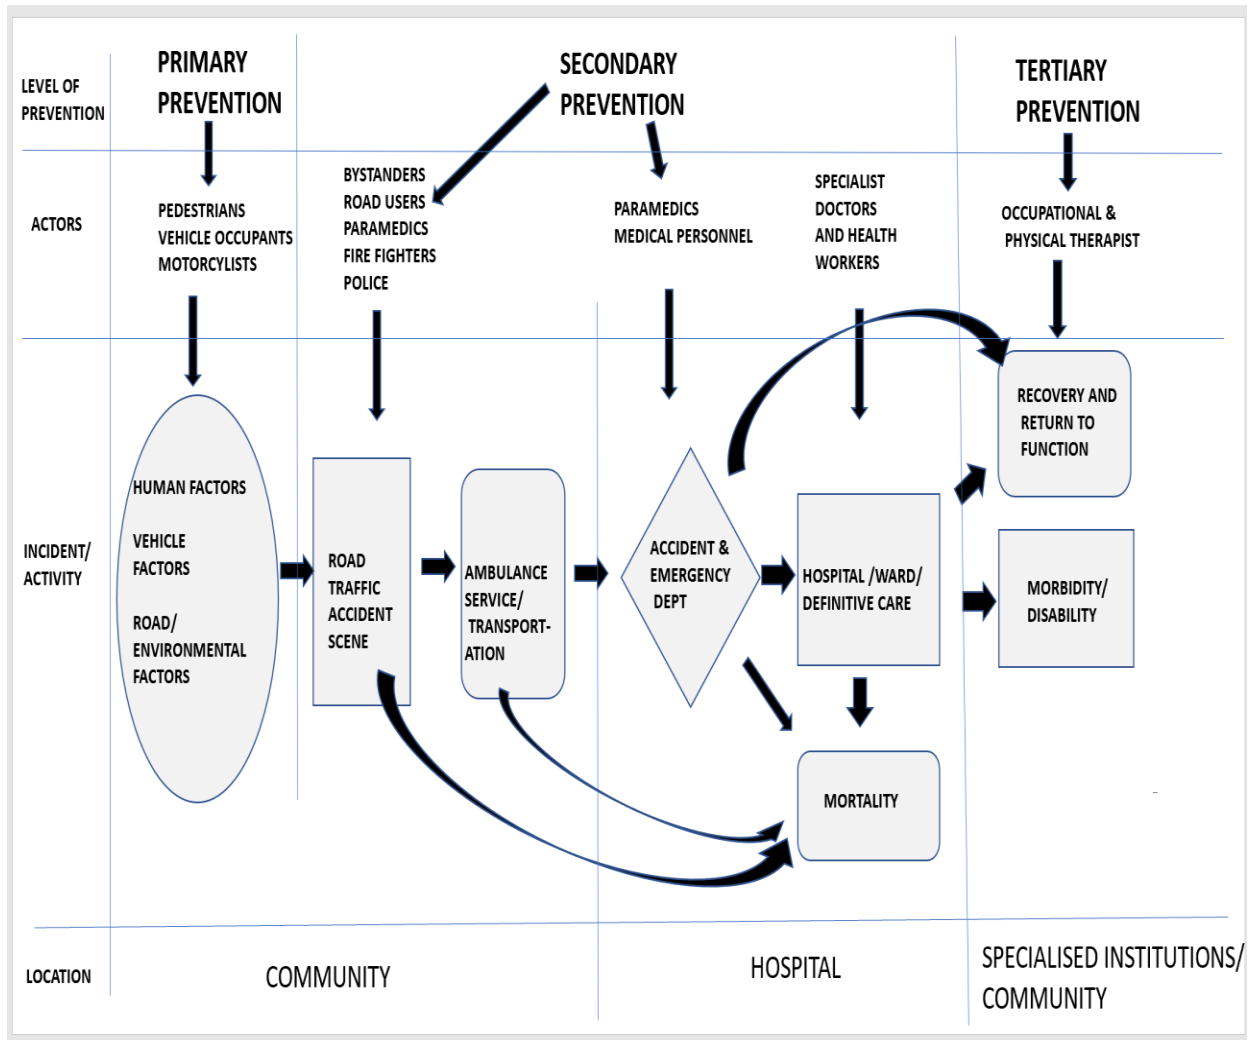 LEVEL OF
PREVENTION
PRIMARY
PREVENTION
SECONDARY
PREVENTION
TERTIARY
PREVENTION
ACTORS
PEDESTRIANS
VEHICLE OCCUPANTS
MOTORCYLISTS
BYSTANDERS
ROAD USERS
PARAMEDICS
FIRE FIGHTERS
POLICE
PARAMEDICS
MEDICAL PERSONNEL
SPECIALIST
DOCTORS
AND HEALTH
WORKERS
OCCUPATIONAL &
PHYSICAL THERAPIST
INCIDENT/
ACTIVITY
HUMAN FACTORS
VEHICLE
FACTORS
ROAD/
ENVIRONMENTAL
FACTORS
ROAD
TRAFFIC
ACCIDENT
SCENE
AMBULANCE
SERVICE/
TRANSPORT-
ATION
ACCIDENT &
EMERGENCY
DEPT
HOSPITAL /WARD/
DEFINITIVE CARE
RECOVERY AND
RETURN TO
FUNCTION
MORBIDITY/
DISABILITY
MORTALITY
LOCATION
COMMUNITY
HOSPITAL
SPECIALISED INSTITUTIONS/
COMMUNITY